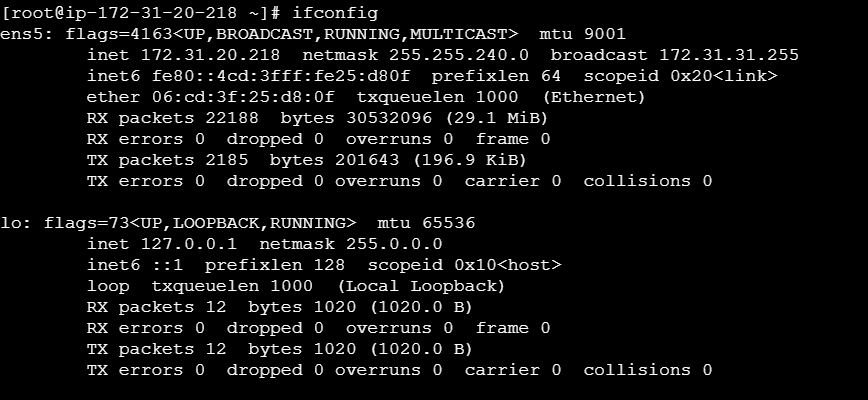 [root@ip-172-31-20-218 ~]# ifconfig
ens5: flags=4163<UP,BROADCAST,RUNNING,MULTICAST>  mtu 9001
        inet 172.31.20.218  netmask 255.255.240.0  broadcast 172.31.31.255
        inet6 fe80::4cd:3fff:fe25:d80f  prefixlen 64  scopeid 0x20<link>
        ether 06:cd:3f:25:d8:0f  txqueuelen 1000  (Ethernet)
        RX packets 22188  bytes 30532096 (29.1 MiB)
        RX errors 0  dropped 0  overruns 0  frame 0
        TX packets 2185  bytes 201643 (196.9 KiB)
        TX errors 0  dropped 0 overruns 0  carrier 0  collisions 0

lo: flags=73<UP,LOOPBACK,RUNNING>  mtu 65536
        inet 127.0.0.1  netmask 255.0.0.0
        inet6 ::1  prefixlen 128  scopeid 0x10<host>
        loop  txqueuelen 1000  (Local Loopback)
        RX packets 12  bytes 1020 (1020.0 B)
        RX errors 0  dropped 0  overruns 0  frame 0
        TX packets 12  bytes 1020 (1020.0 B)
        TX errors 0  dropped 0 overruns 0  carrier 0  collisions 0